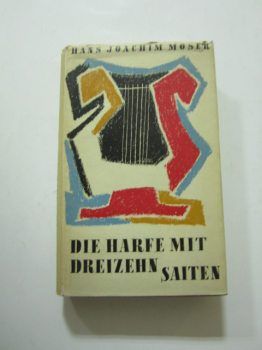 HANS JOACHIM MOSER
DIE HARFE MIT
DREIZEHN SAITEN